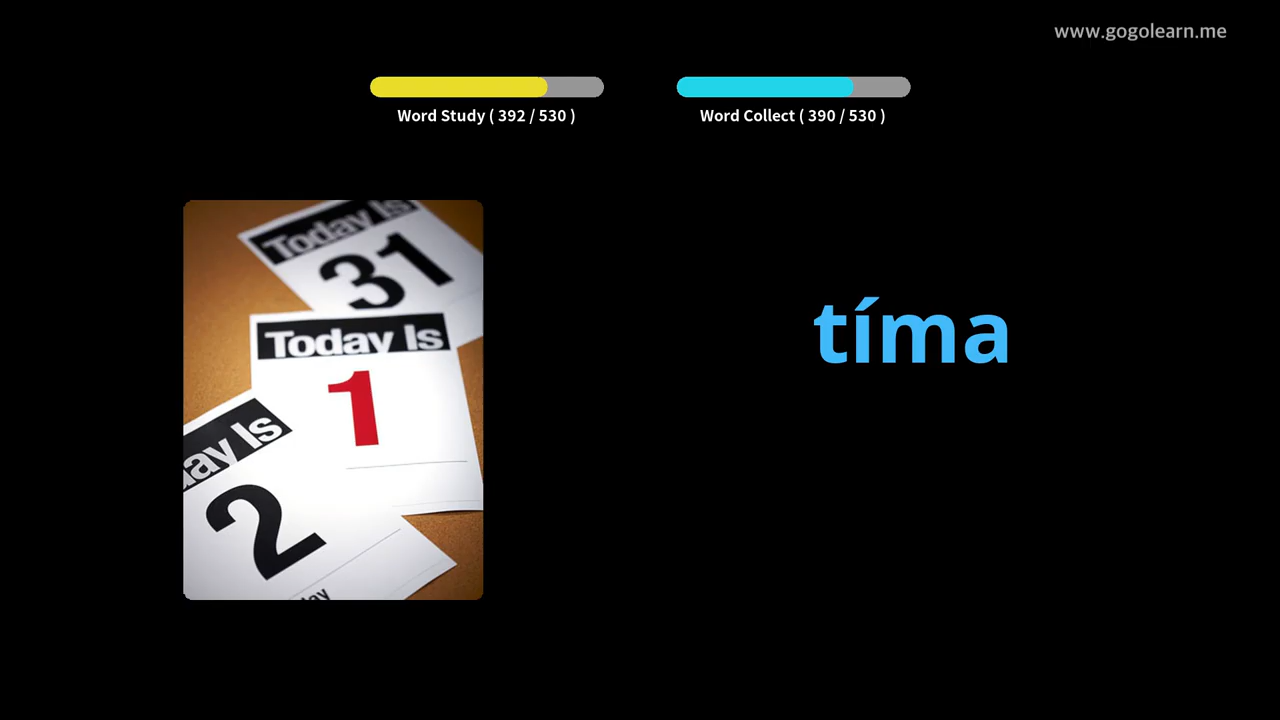 www.gogolearn.me
Word Study ( 392 / 530 )
Word Collect ( 390 / 530 )
Today Is
31
Today Is
1
tíma
ay Is
2
ay